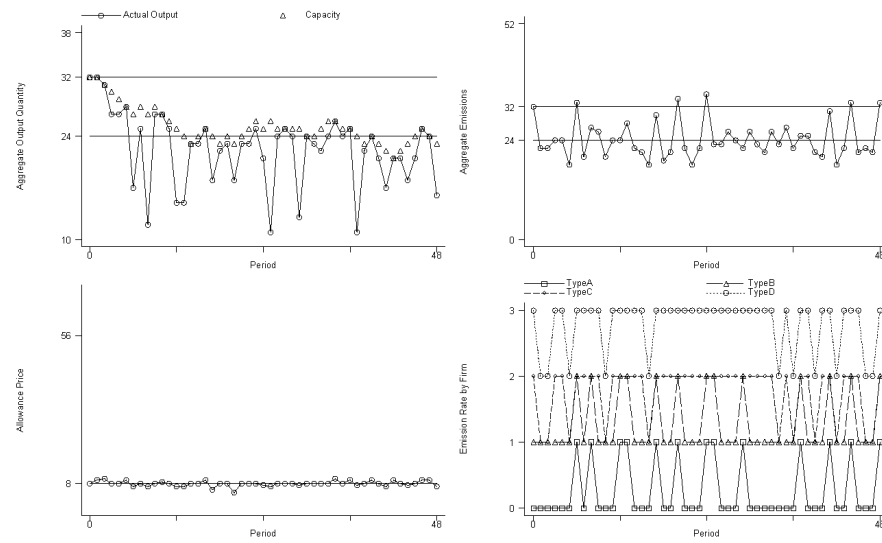 Actual Output
Capacity
Aggregate Output Quantity
38
32
24
10
0
48
Period
Aggregate Emissions
52
32
24
0
0
48
Period
Allowance Price
56
8
0
48
Period
TypeA
TypeB
TypeC
TypeD
Emission Rate by Firm
3
2
1
0
0
48
Period